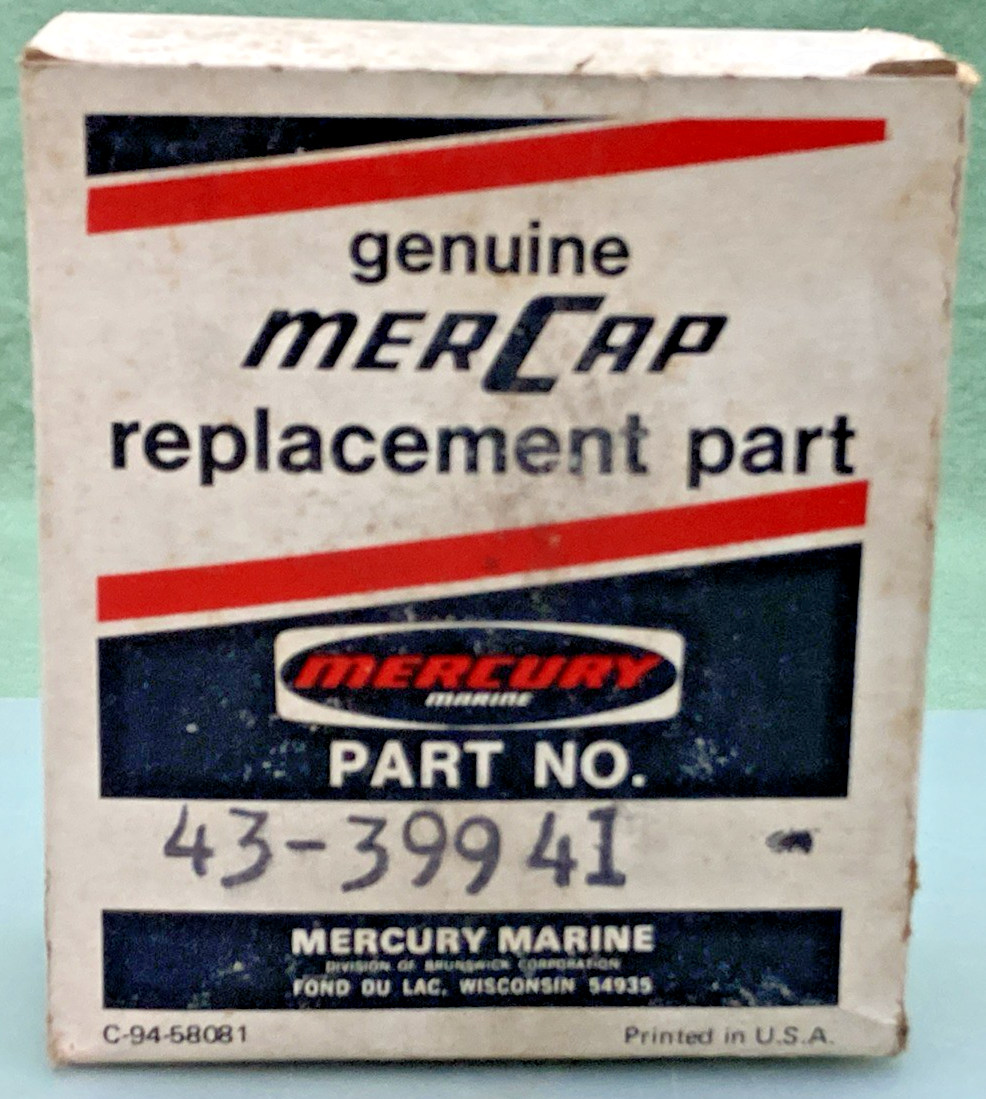 genuine
MERCAP
replacement part
MERCURY
MARINE
PART NO.
43-39941
MERCURY MARINE
DIVISION OF BRUNSWICK CORPORATION
FOND DU LAC, WISCONSIN 54935
C-94-58081
Printed in U.S.A.